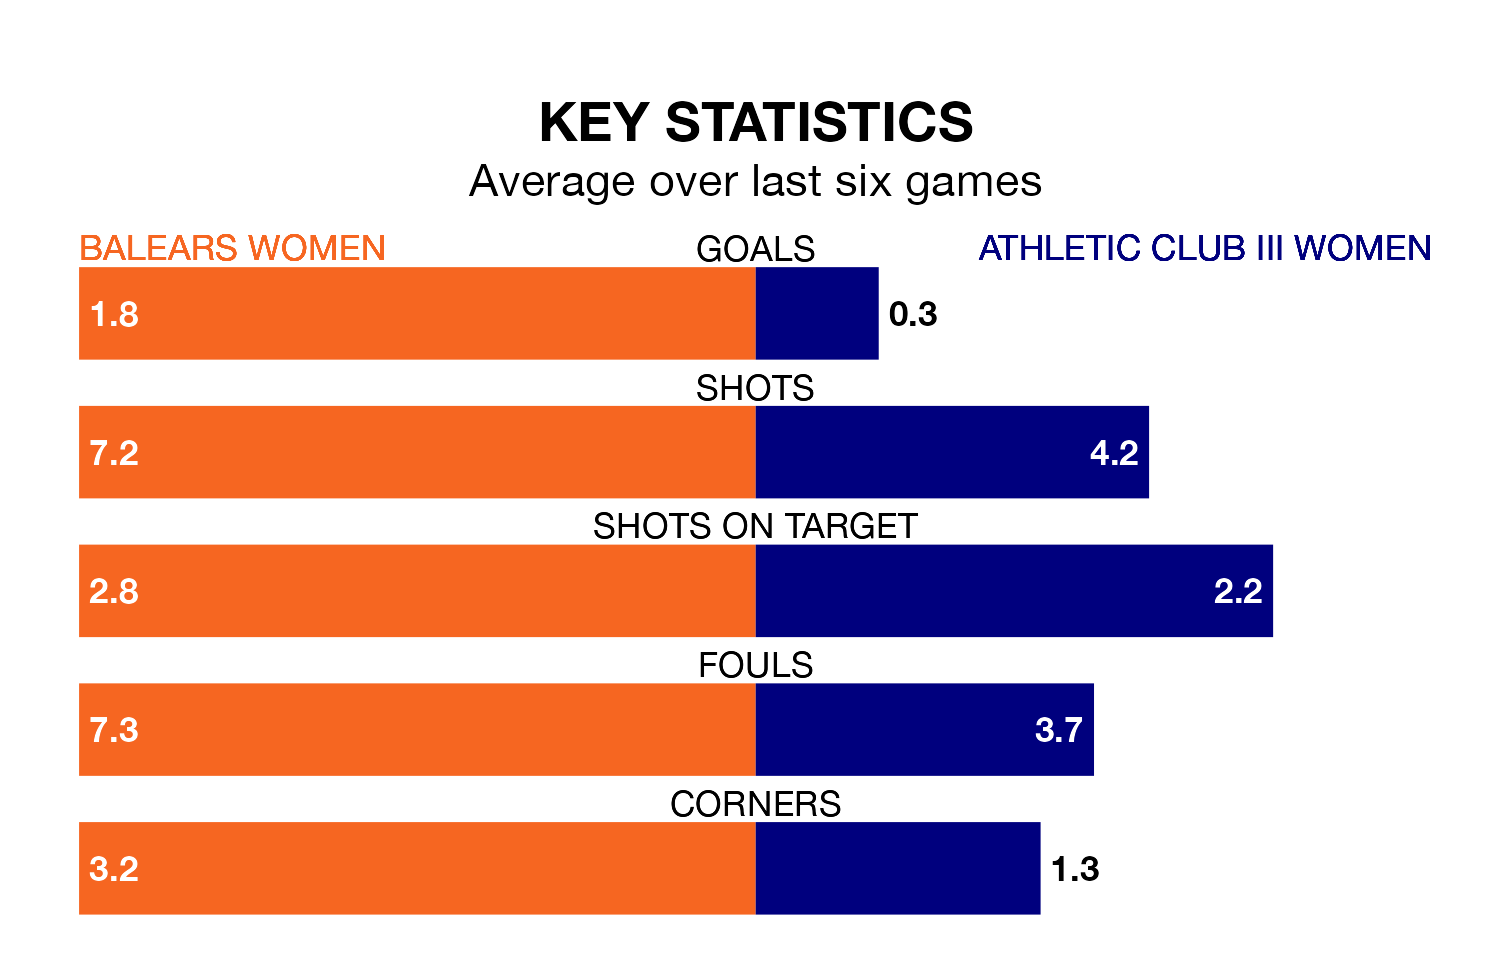 KEY STATISTICS
Average over last six games
BALEARS WOMEN GOALS ATHLETIC CLUB III WOMEN
1.8 0.3
SHOTS
7.2 4.2
SHOTS ON TARGET
2.8 2.2
FOULS
7.3 3.7
CORNERS
3.2 1.3